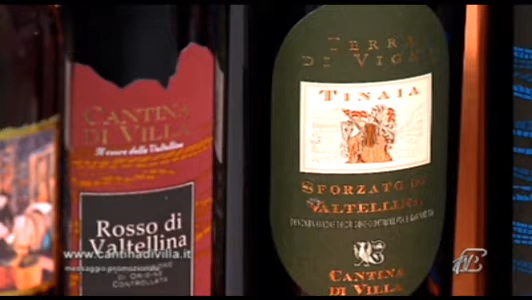 CANTINA
DI VILLA
Il cuore della Valtellina
Rosso di
Valtellina
DI ORIGINE
CONTROLLATA
www.cantinadivilla.it
messaggio promozionale
TERRA
DI
TINAIA
SFORZATO DI
VALTELLINA
CANTINA
DI VILLA